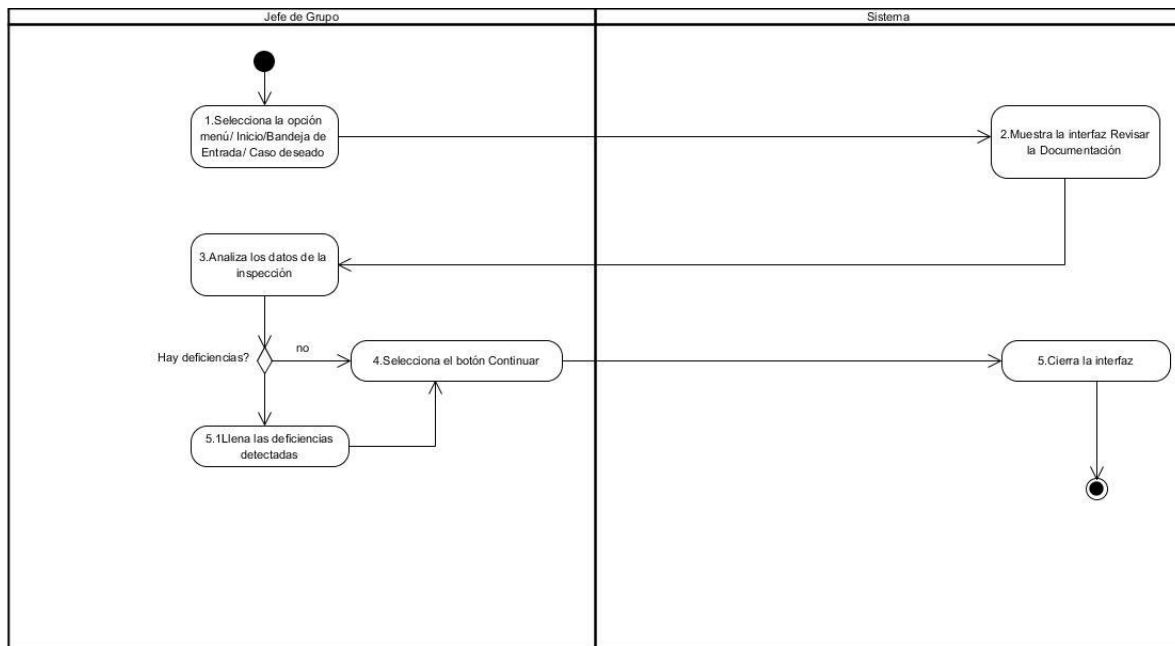 Jefe de Grupo
Sistema
1.Selecciona la opción
menú/ Inicio/Bandeja de
Entrada/ Caso deseado
2.Muestra la interfaz Revisar
la Documentación
3.Analiza los datos de la
inspección
Hay deficiencias?
no
4.Selecciona el botón Continuar
5.Cierra la interfaz
5.1Llena las deficiencias
detectadas